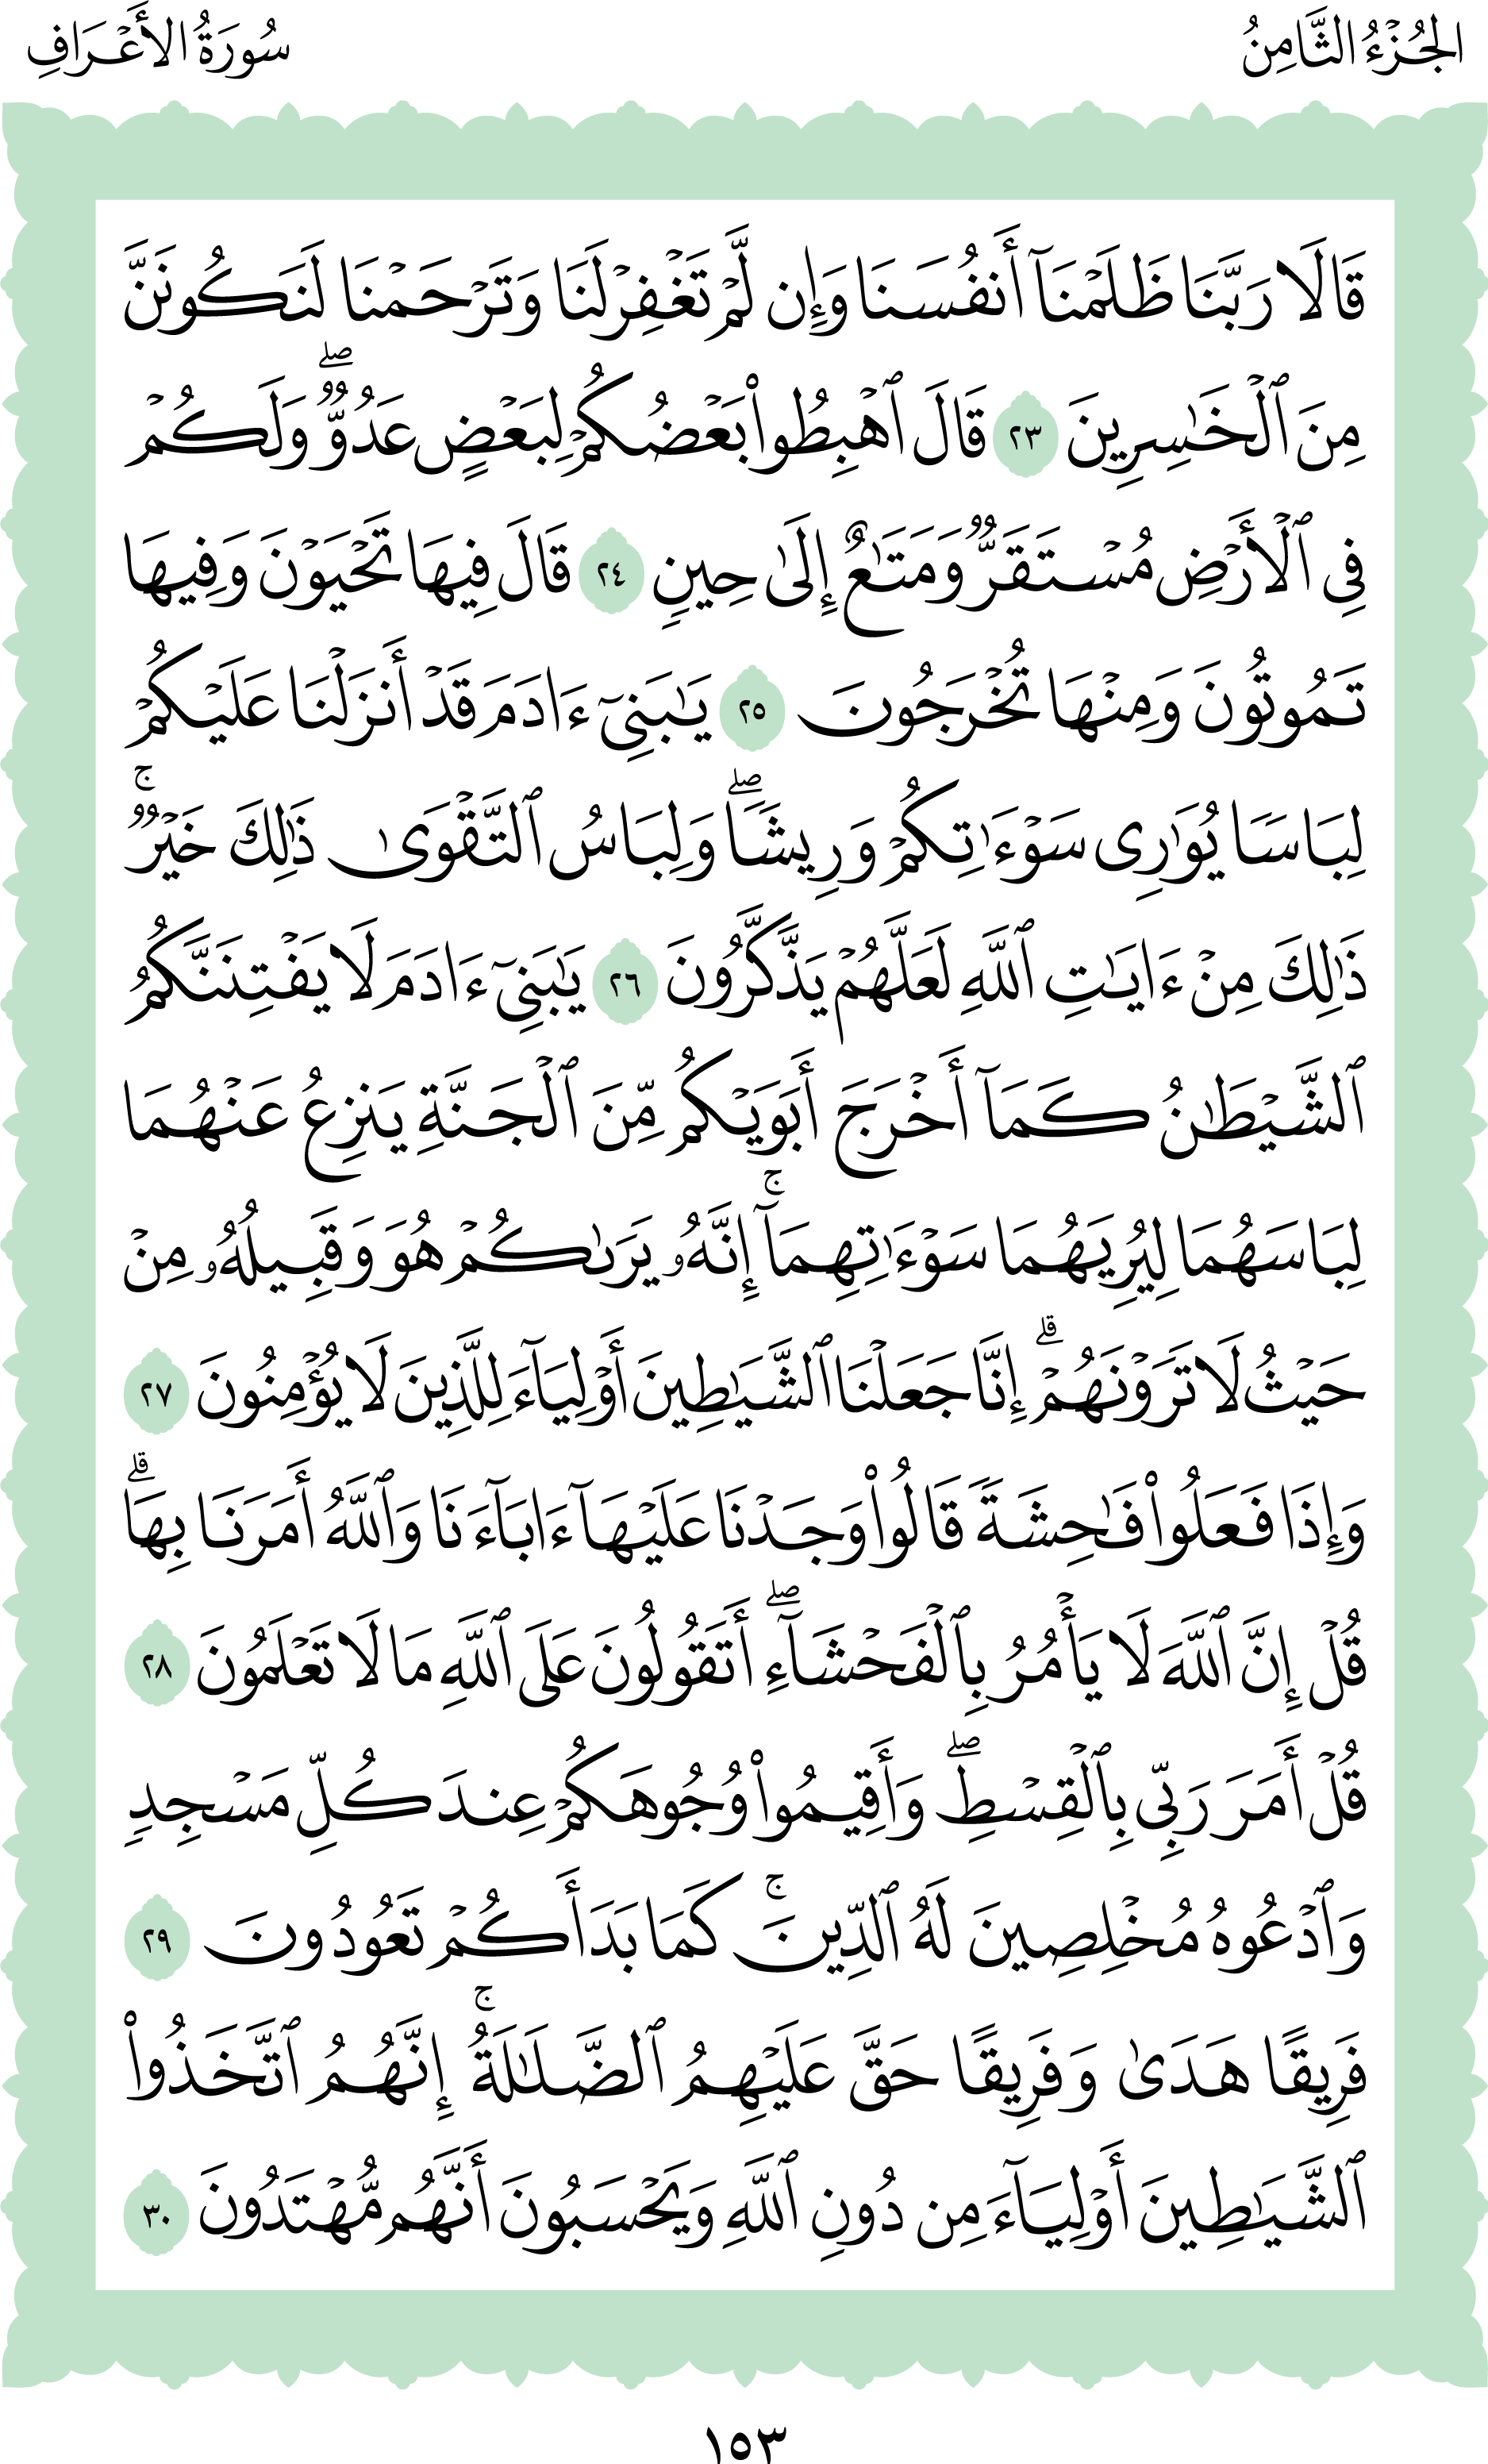 الجُزْءُ الثَّامِنُ
سُورَةُ الأَعْرَافِ
قَالَا رَبَّنَا ظَلَمْنَآ أَنفُسَنَا وَإِن لَّمْ تَغْفِرْ لَنَا وَتَرْحَمْنَا لَنَكُونَنَّ
مِنَ ٱلْخَـٰسِرِينَ ٢٣ قَالَ ٱهْبِطُوا۟ بَعْضُكُمْ لِبَعْضٍ عَدُوٌّ ۖ وَلَكُمْ
فِى ٱلْأَرْضِ مُسْتَقَرٌّ وَمَتَـٰعٌ إِلَىٰ حِينٍ ٢٤ قَالَ فِيهَا تَحْيَوْنَ وَفِيهَا
تَمُوتُونَ وَمِنْهَا تُخْرَجُونَ ٢٥ يَـٰبَنِىٓ ءَادَمَ قَدْ أَنزَلْنَا عَلَيْكُمْ
لِبَاسًا يُوَٰرِى سَوْءَٰتِكُمْ وَرِيشًا ۖ وَلِبَاسُ ٱلتَّقْوَىٰ ذَٰلِكَ خَيْرٌ ۚ
ذَٰلِكَ مِنْ ءَايَـٰتِ ٱللَّهِ لَعَلَّهُمْ يَذَّكَّرُونَ ٢٦ يَـٰبَنِىٓ ءَادَمَ لَا يَفْتِنَنَّكُمُ
ٱلشَّيْطَـٰنُ كَمَآ أَخْرَجَ أَبَوَيْكُم مِّنَ ٱلْجَنَّةِ يَنزِعُ عَنْهُمَا
لِبَاسَهُمَا لِيُرِيَهُمَا سَوْءَٰتِهِمَآ ۚ إِنَّهُۥ يَرَىٰكُمْ هُوَ وَقَبِيلُهُۥ مِنْ
حَيْثُ لَا تَرَوْنَهُمْ ۗ إِنَّا جَعَلْنَا ٱلشَّيَـٰطِينَ أَوْلِيَآءَ لِلَّذِينَ لَا يُؤْمِنُونَ ٢٧
وَإِذَا فَعَلُوا۟ فَـٰحِشَةً قَالُوا۟ وَجَدْنَا عَلَيْهَآ ءَابَآءَنَا وَٱللَّهُ أَمَرَنَا بِهَا ۗ
قُلْ إِنَّ ٱللَّهَ لَا يَأْمُرُ بِٱلْفَحْشَآءِ ۖ أَتَقُولُونَ عَلَى ٱللَّهِ مَا لَا تَعْلَمُونَ ٢٨
قُلْ أَمَرَ رَبِّى بِٱلْقِسْطِ ۖ وَأَقِيمُوا۟ وُجُوهَكُمْ عِندَ كُلِّ مَسْجِدٍ
وَٱدْعُوهُ مُخْلِصِينَ لَهُ ٱلدِّينَ ۚ كَمَا بَدَأَكُمْ تَعُودُونَ ٢٩
فَرِيقًا هَدَىٰ وَفَرِيقًا حَقَّ عَلَيْهِمُ ٱلضَّلَـٰلَةُ ۚ إِنَّهُمُ ٱتَّخَذُوا۟
ٱلشَّيَـٰطِينَ أَوْلِيَآءَ مِن دُونِ ٱللَّهِ وَيَحْسَبُونَ أَنَّهُم مُّهْتَدُونَ ٣٠
١٥٣